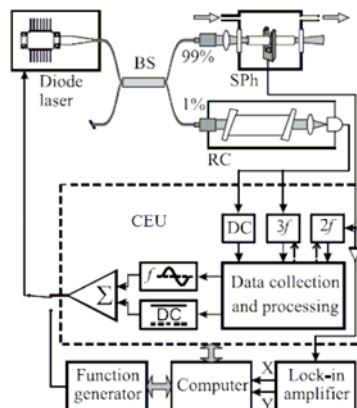 Diode
laser
BS
99%
1%
SPh
RC
CEU
DC
3f
2f
f
Σ
DC
Data collection
and processing
Function
generator
Computer
X
Y
Lock-in
amplifier